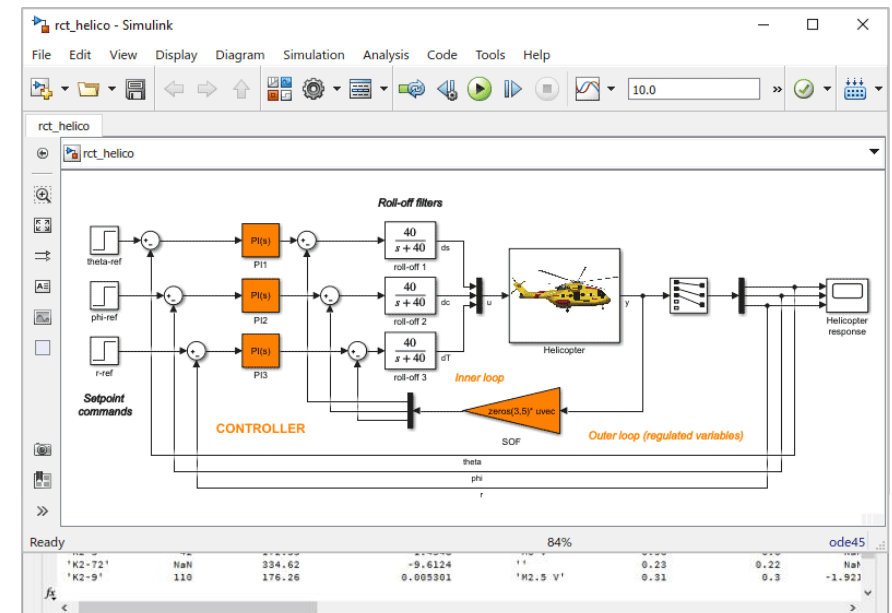 rct_helico - Simulink
File Edit View Display Diagram Simulation Analysis Code Tools Help
10.0
rct_helico
rct_helico
Roll-off filters
theta-ref
PI(s)
PI1
40
s + 40
roll-off 1
ds
phi-ref
PI(s)
PI2
40
s + 40
roll-off 2
dc
r-ref
PI(s)
PI3
40
s + 40
roll-off 3
dT
u
Helicopter
y
Helicopter
response
Setpoint
commands
CONTROLLER
Inner loop
zeros(3,5)* uvec
SOF
Outer loop (regulated variables)
theta
phi
r
Ready 84% ode45
'K2-72' NaN 334.62 -9.6124 '' 0.23 0.22 NaN
'K2-9' 110 176.26 0.005301 'M2.5 V' 0.31 0.3
fx